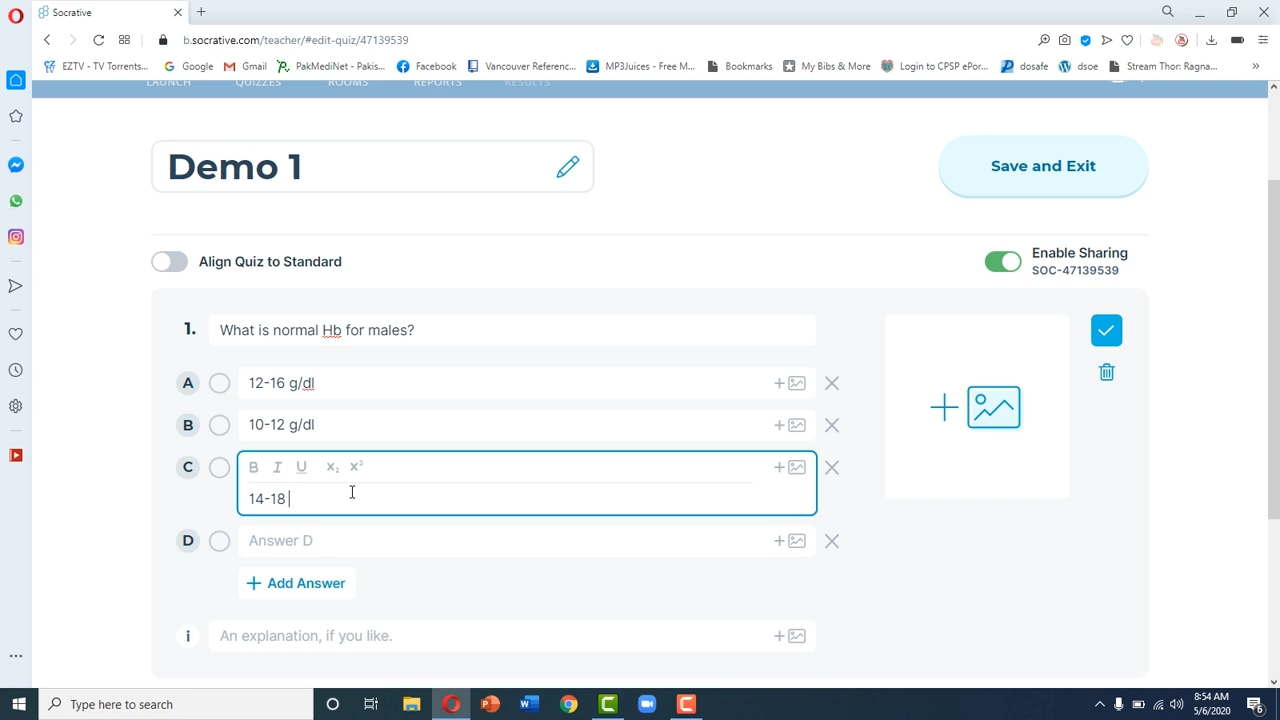 Socrative
b.socrative.com/teacher/#edit-quiz/47139539
EZTV - TV Torrents...
Google
Gmail
PakMediNet - Pakis...
Facebook
Vancouver Referenc...
MP3Juices - Free M...
Bookmarks
My Bibs & More
Login to CPSP ePor...
dosafe
dsoe
Stream Thor: Ragna...
LAUNCH QUIZZES ROOMS REPORTS RESULTS
Demo 1
Save and Exit
Align Quiz to Standard
Enable Sharing
SOC-47139539
1. What is normal Hb for males?
A 12-16 g/dl
B 10-12 g/dl
C B I U X₂ X³
14-18
D Answer D
+ Add Answer
i An explanation, if you like.
Type here to search
8:54 AM
5/6/2020
6